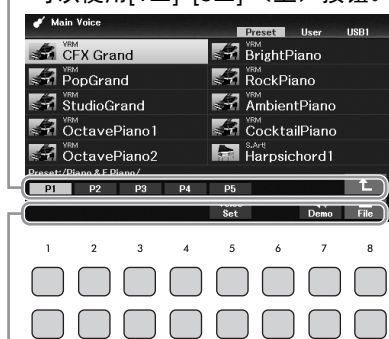 Main Voice
Preset User USB1
VRM CFX Grand
VRM BrightPiano
VRM PopGrand
VRM RockPiano
VRM StudioGrand
VRM AmbientPiano
VRM OctavePiano1
VRM CocktailPiano
VRM OctavePiano2
S.Art! Harpsichord1
Preset:/Piano & E.Piano/
P1 P2 P3 P4 P5
Set Demo File
1 2 3 4 5 6 7 8